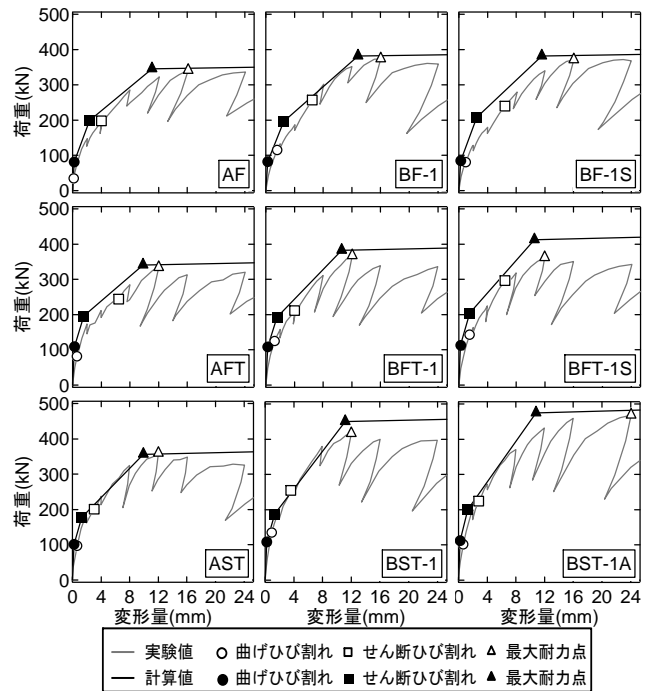 500
400
300
200
100
0
荷重(kN)
AF
BF-1
BF-1S
500
400
300
200
100
0
荷重(kN)
AFT
BFT-1
BFT-1S
500
400
300
200
100
0
荷重(kN)
AST
BST-1
BST-1A
0 4 8 12 16 20 24 0 4 8 12 16 20 24 0 4 8 12 16 20 24
変形量(mm) 変形量(mm) 変形量(mm)
実験値 曲げひび割れ せん断ひび割れ 最大耐力点
計算値 曲げひび割れ せん断ひび割れ 最大耐力点